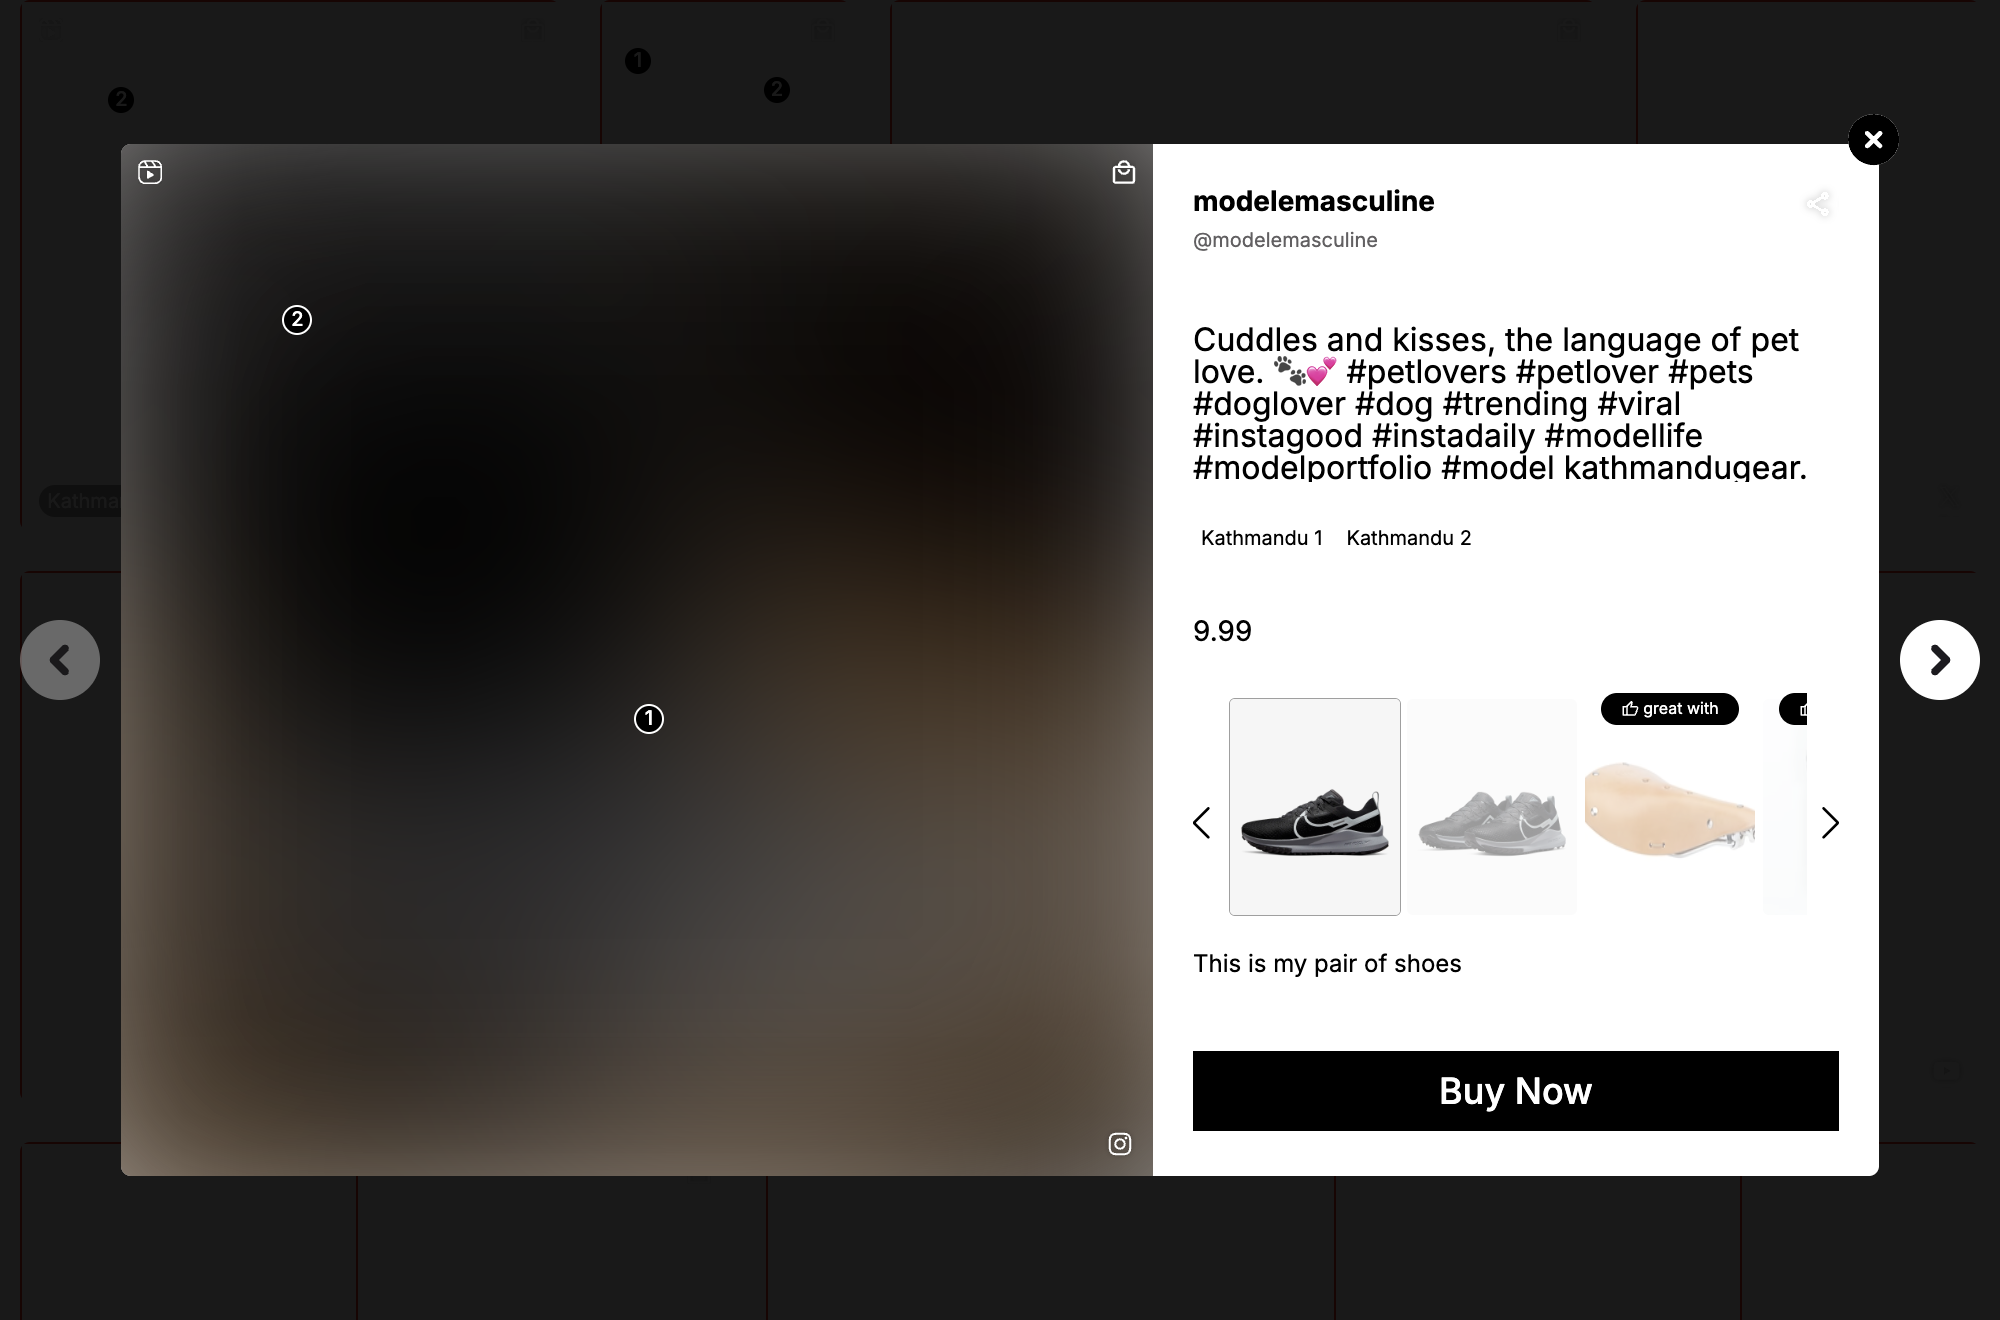 2
1
2
Kathma
2
1
modelemasculine
@modelemasculine
Cuddles and kisses, the language of pet
love. 🐾💕 #petlovers #petlover #pets
#doglover #dog #trending #viral
#instagood #instadaily #modellife
#modelportfolio #model kathmandugear.
Kathmandu 1 Kathmandu 2
9.99
great with
This is my pair of shoes
Buy Now